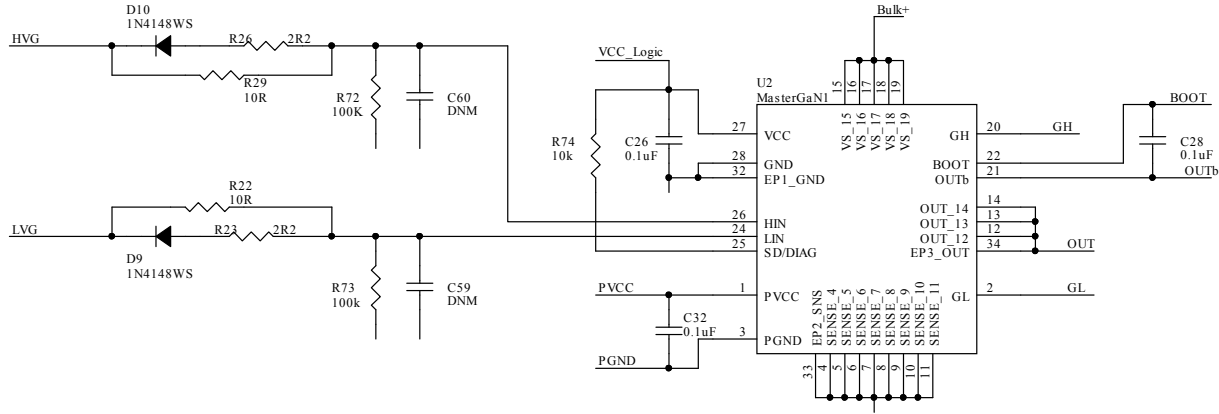 D10
1N4148WS
HVG
R26
2R2
R29
10R
R72
100K
C60
DNM
LVG
R22
10R
R23
2R2
D9
1N4148WS
R73
100k
C59
DNM
VCC_Logic
R74
10k
C26
0.1uF
PVCC
C32
0.1uF
PGND
Bulk+
U2
MasterGaN1
15
16
17
18
19
VS_15
VS_16
VS_17
VS_18
VS_19
27
VCC
28
GND
32
EP1_GND
26
HIN
24
LIN
25
SD/DIAG
1
PVCC
3
PGND
GH
20
GH
BOOT
22
OUTb
21
OUT_14
14
OUT_13
13
OUT_12
12
EP3_OUT
34
OUT
GL
2
GL
BOOT
C28
0.1uF
OUTb
EP2_SNS
SENSE_4
SENSE_5
SENSE_6
SENSE_7
SENSE_8
SENSE_9
SENSE_10
SENSE_11
33
4
5
6
7
8
9
10
11